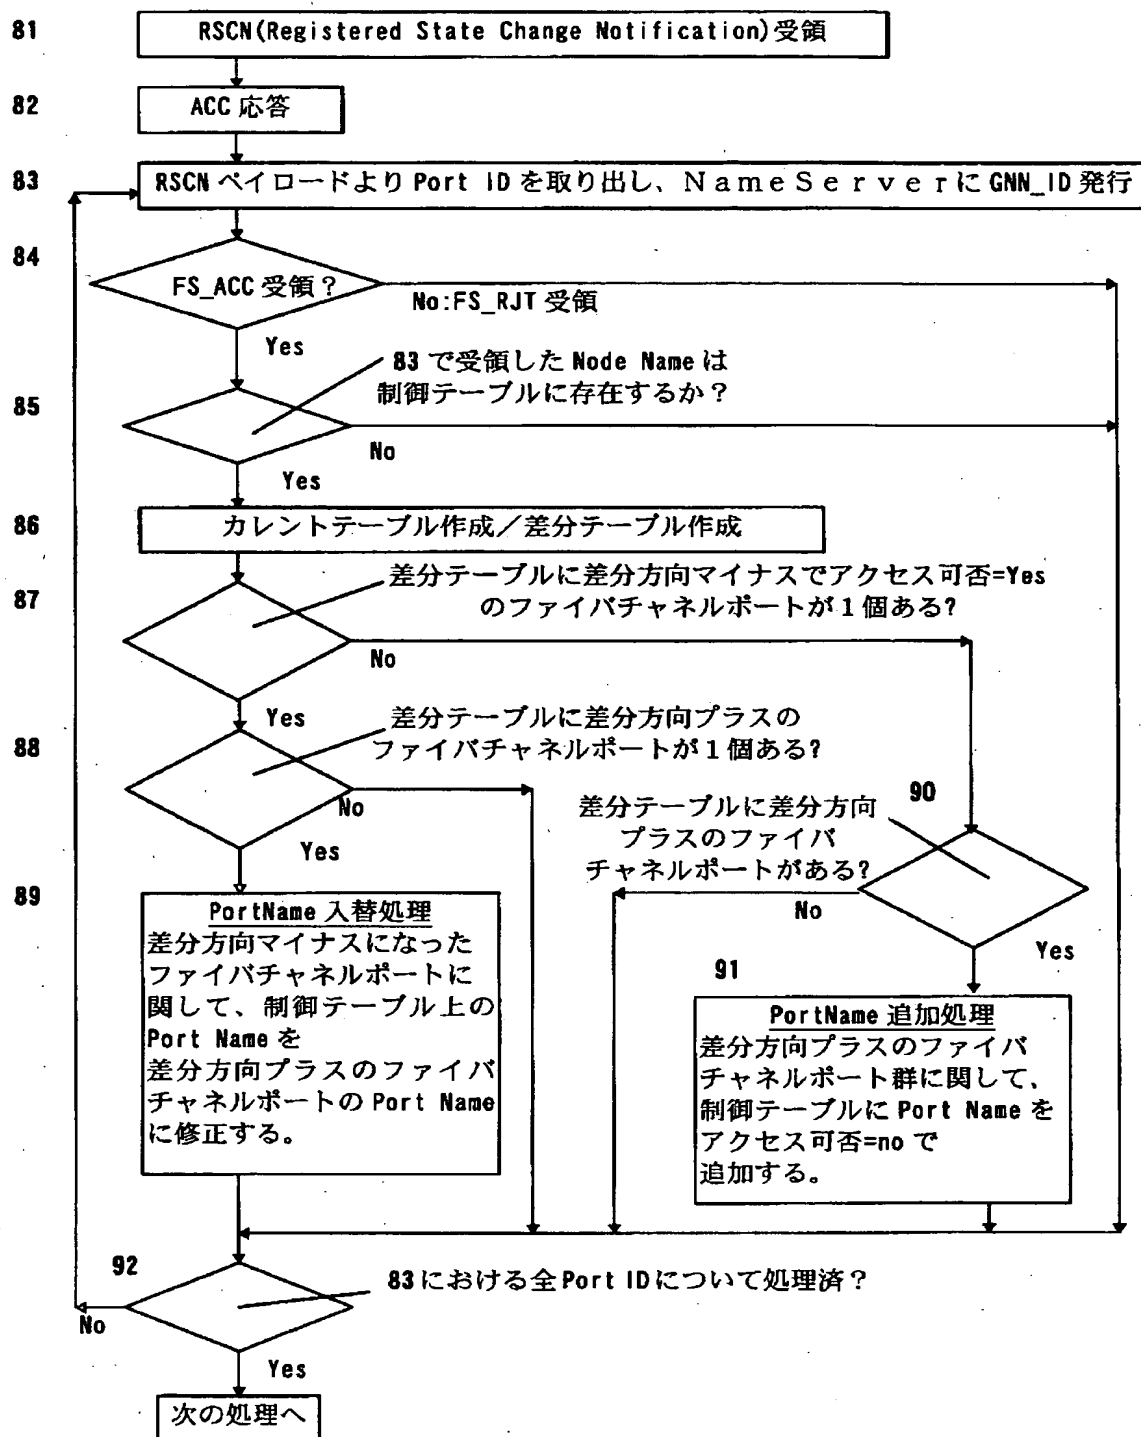 81
RSCN(Registered State Change Notification)受領
82
ACC 応答
83
RSCN ペイロードより Port ID を取り出し、ＮａｍｅＳｅｒｖｅｒに GNN_ID 発行
84
FS_ACC 受領？
No:FS_RJT 受領
Yes
83 で受領した Node Name は
制御テーブルに存在するか？
85
No
Yes
86
カレントテーブル作成／差分テーブル作成
87
差分テーブルに差分方向マイナスでアクセス可否=Yes
のファイバチャネルポートが１個ある?
No
Yes
88
差分テーブルに差分方向プラスの
ファイバチャネルポートが１個ある?
No
Yes
90
差分テーブルに差分方向
プラスのファイバ
チャネルポートがある?
No
Yes
89
PortName 入替処理
差分方向マイナスになった
ファイバチャネルポートに
関して、制御テーブル上の
Port Name を
差分方向プラスのファイバ
チャネルポートの Port Name
に修正する。
91
PortName 追加処理
差分方向プラスのファイバ
チャネルポート群に関して、
制御テーブルに Port Name を
アクセス可否=no で
追加する。
92
83 における全 Port ID について処理済？
No
Yes
次の処理へ